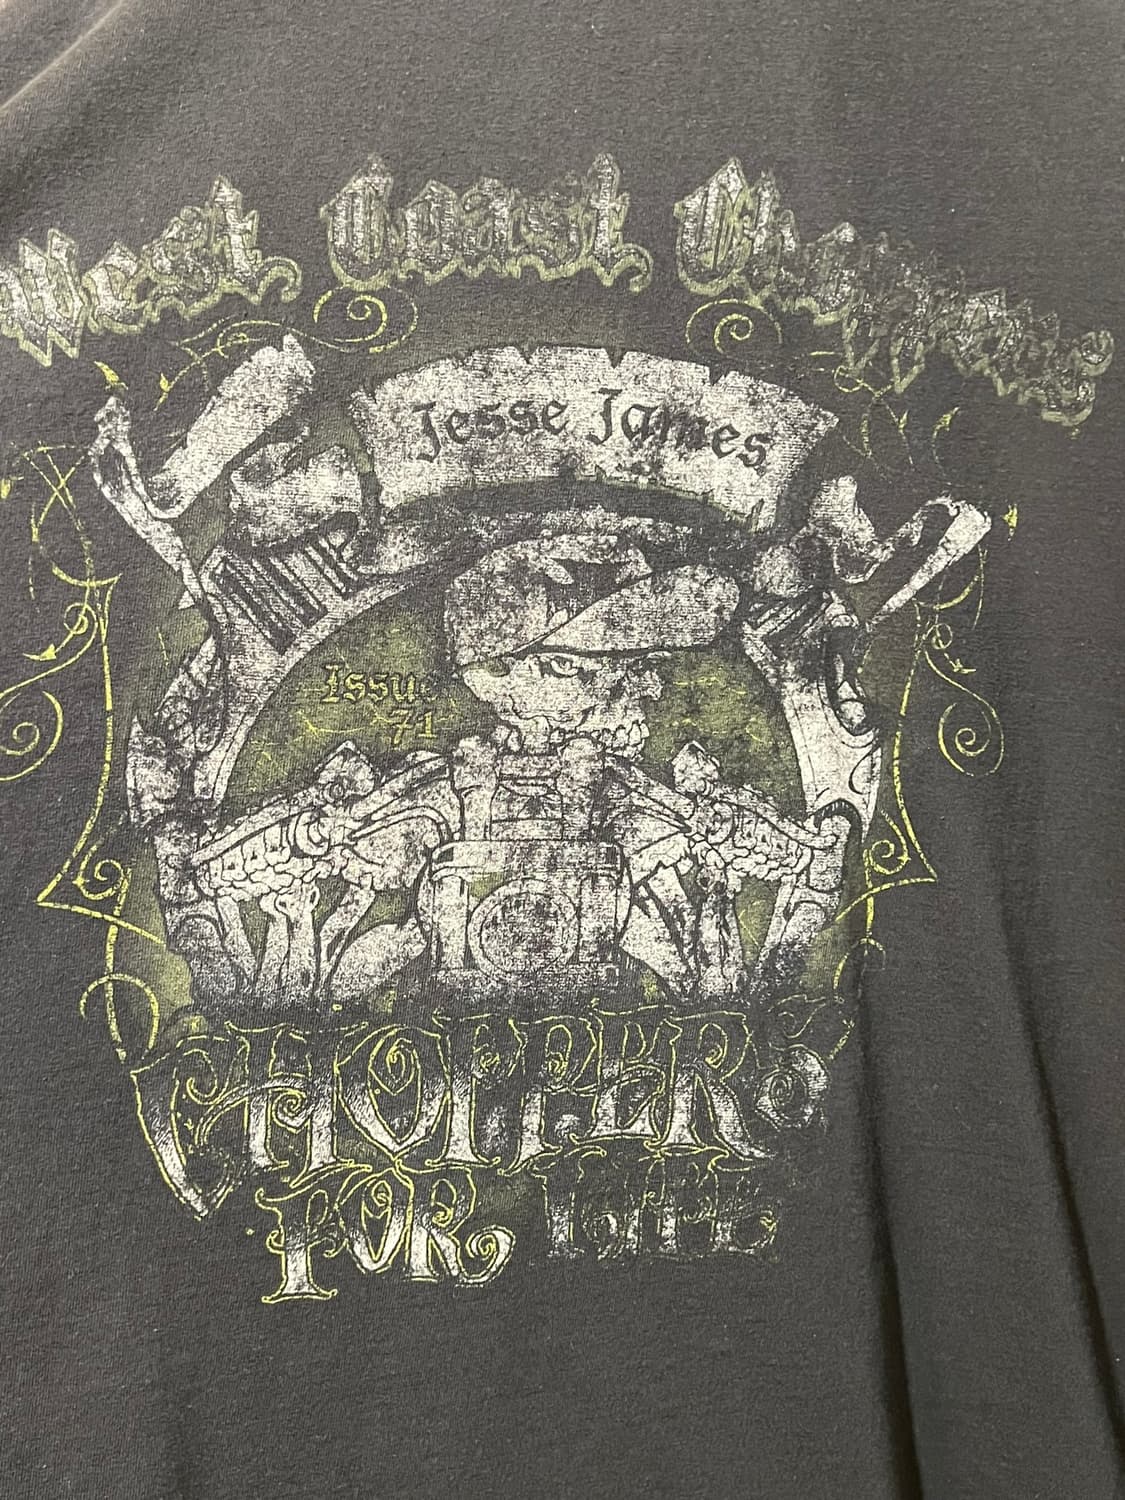 West Coast Choppers
Jesse James
Issue
71
CHOPPERS
FOR LIFE